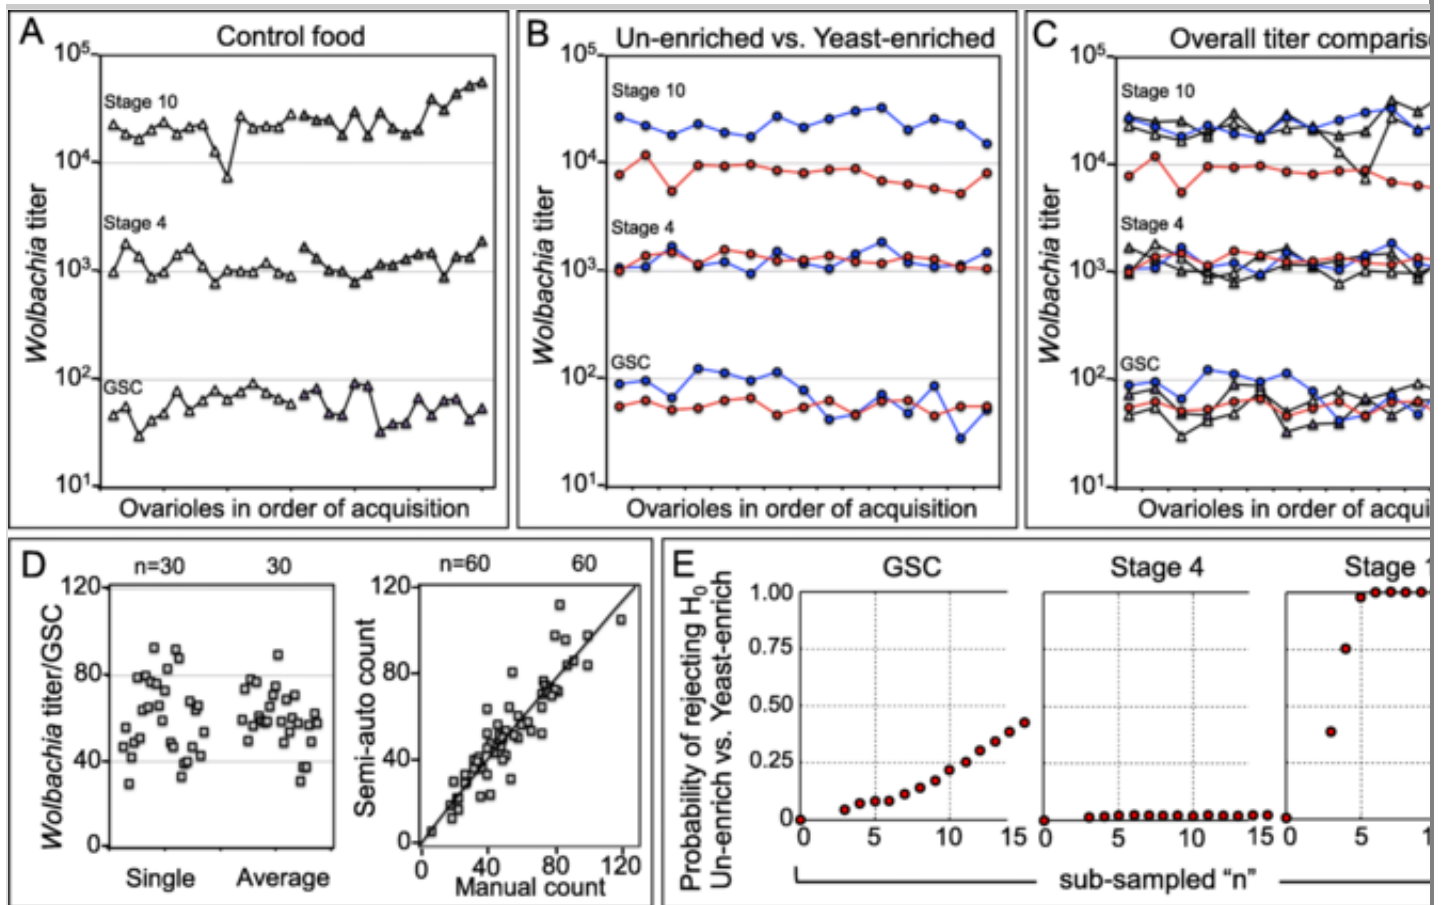 A
Control food
10⁵
Stage 10
10⁴
Stage 4
10³
GSC
10²
10¹
Wolbachia titer
Ovarioles in order of acquisition
B
Un-enriched vs. Yeast-enriched
10⁵
Stage 10
10⁴
Stage 4
10³
GSC
10²
10¹
Wolbachia titer
Ovarioles in order of acquisition
C
Overall titer comparis
10⁵
Stage 10
10⁴
Stage 4
10³
GSC
10²
10¹
Wolbachia titer
Ovarioles in order of acqui
D
n=30 30
120
80
40
0
Wolbachia titer/GSC
Single Average
n=60 60
120
80
40
0
Semi-auto count
0 40 80 120
Manual count
E
GSC Stage 4 Stage 1
Probability of rejecting H₀
Un-enrich vs. Yeast-enrich
1.00
0.75
0.50
0.25
0
0 5 10 15 0 5 10 15 0 5 1
sub-sampled “n”